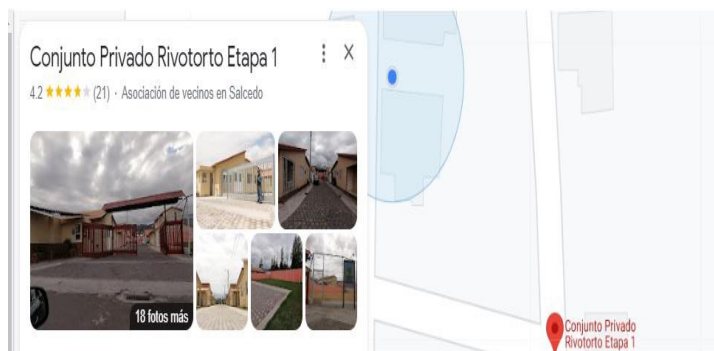 Conjunto Privado Rivotorto Etapa 1
4.2 (21) · Asociación de vecinos en Salcedo
18 fotos más
Conjunto Privado
Rivotorto Etapa 1